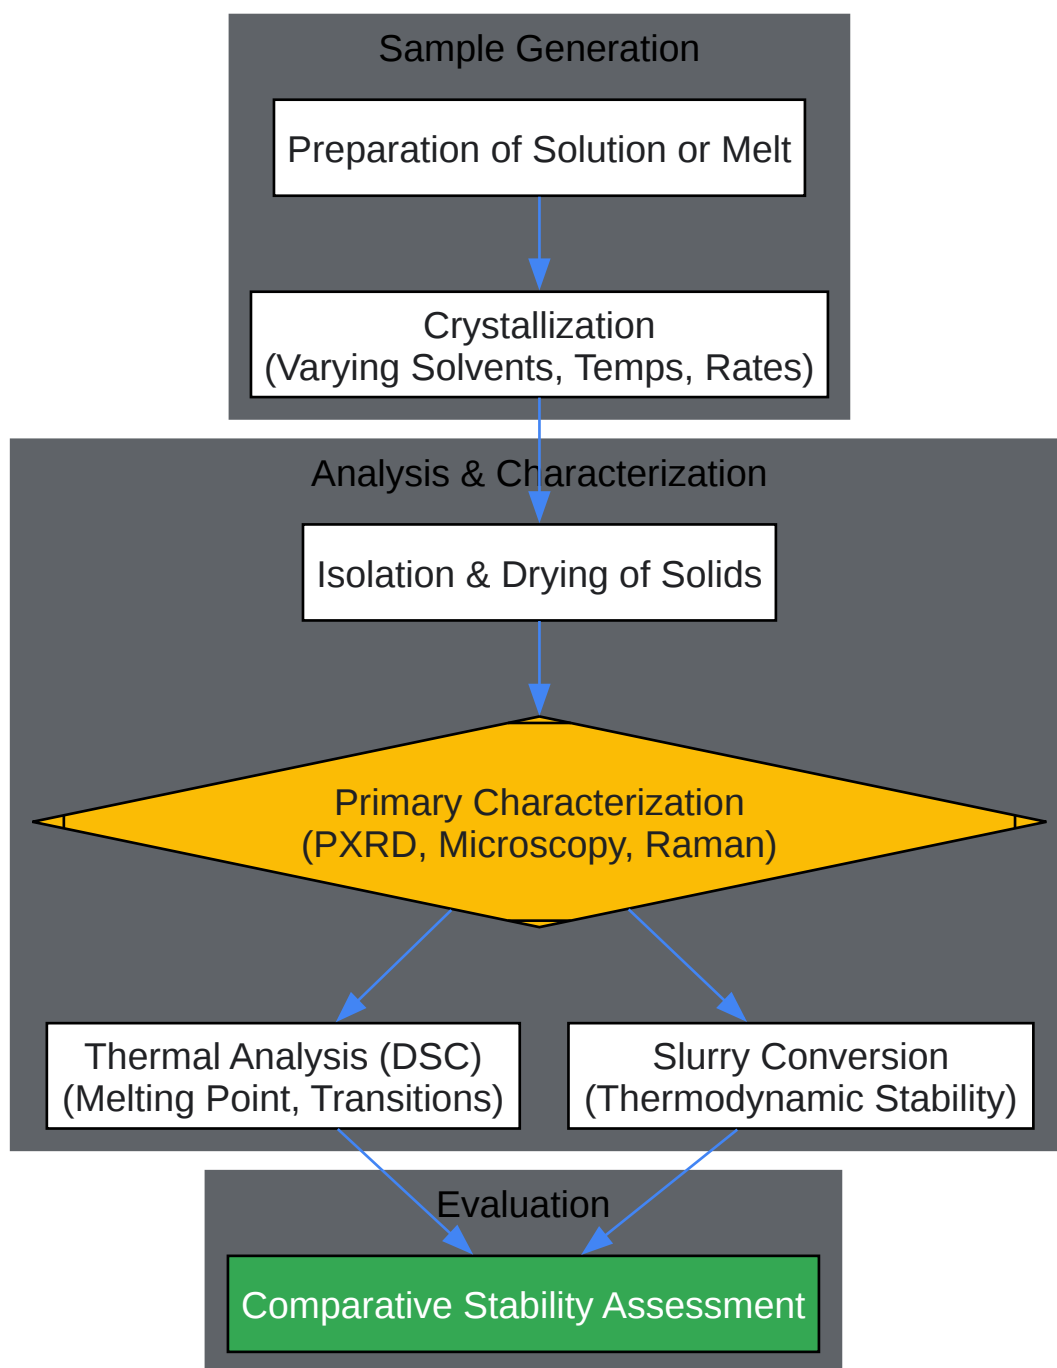 Sample Generation
Preparation of Solution or Melt
Crystallization
(Varying Solvents, Temps, Rates)
Analysis & Characterization
Isolation & Drying of Solids
Primary Characterization
(PXRD, Microscopy, Raman)
Thermal Analysis (DSC)
(Melting Point, Transitions)
Slurry Conversion
(Thermodynamic Stability)
Evaluation
Comparative Stability Assessment